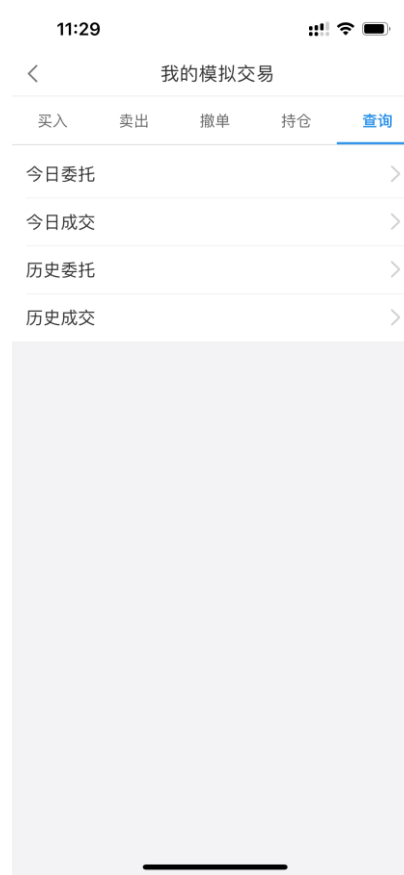 11:29
我的模拟交易
买入 卖出 撤单 持仓 查询
今日委托
今日成交
历史委托
历史成交